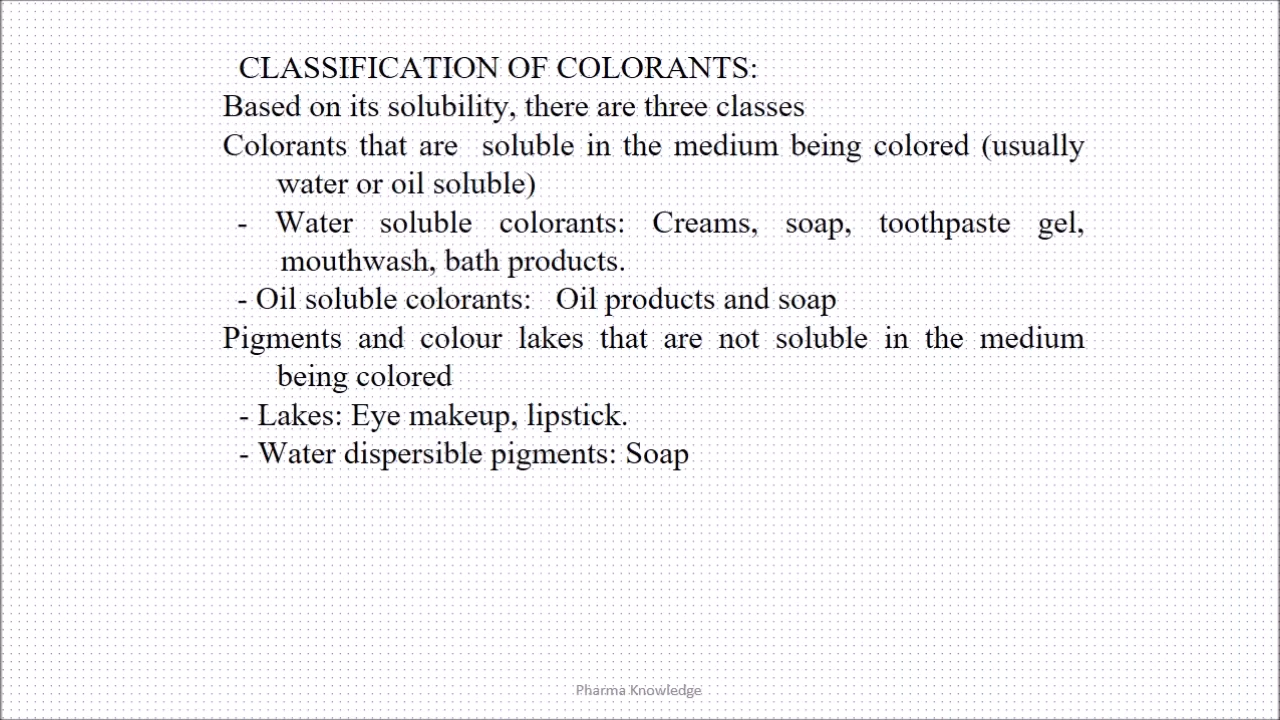 CLASSIFICATION OF COLORANTS:
Based on its solubility, there are three classes
Colorants that are soluble in the medium being colored (usually
water or oil soluble)
- Water soluble colorants: Creams, soap, toothpaste gel,
mouthwash, bath products.
- Oil soluble colorants: Oil products and soap
Pigments and colour lakes that are not soluble in the medium
being colored
- Lakes: Eye makeup, lipstick.
- Water dispersible pigments: Soap
Pharma Knowledge